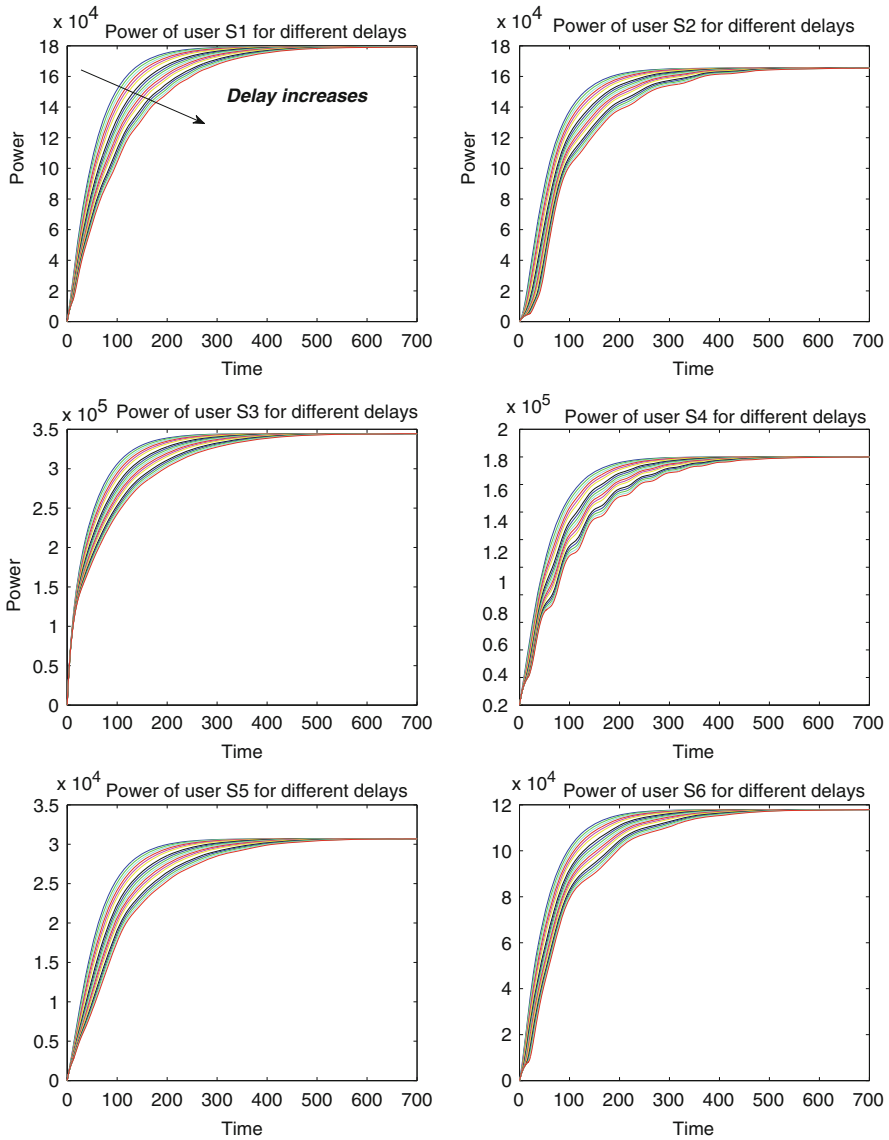 x 10^4
Power of user S1 for different delays
18
16
14
12
10
8
6
4
2
0
Power
Delay increases
0 100 200 300 400 500 600 700
Time
x 10^4
Power of user S2 for different delays
18
16
14
12
10
8
6
4
2
0
Power
0 100 200 300 400 500 600 700
Time
x 10^5
Power of user S3 for different delays
3.5
3
2.5
2
1.5
1
0.5
0
Power
0 100 200 300 400 500 600 700
Time
x 10^5
Power of user S4 for different delays
2
1.8
1.6
1.4
1.2
1
0.8
0.6
0.4
0.2
0 100 200 300 400 500 600 700
Time
x 10^4
Power of user S5 for different delays
3.5
3
2.5
2
1.5
1
0.5
0
0 100 200 300 400 500 600 700
Time
x 10^4
Power of user S6 for different delays
12
10
8
6
4
2
0
0 100 200 300 400 500 600 700
Time